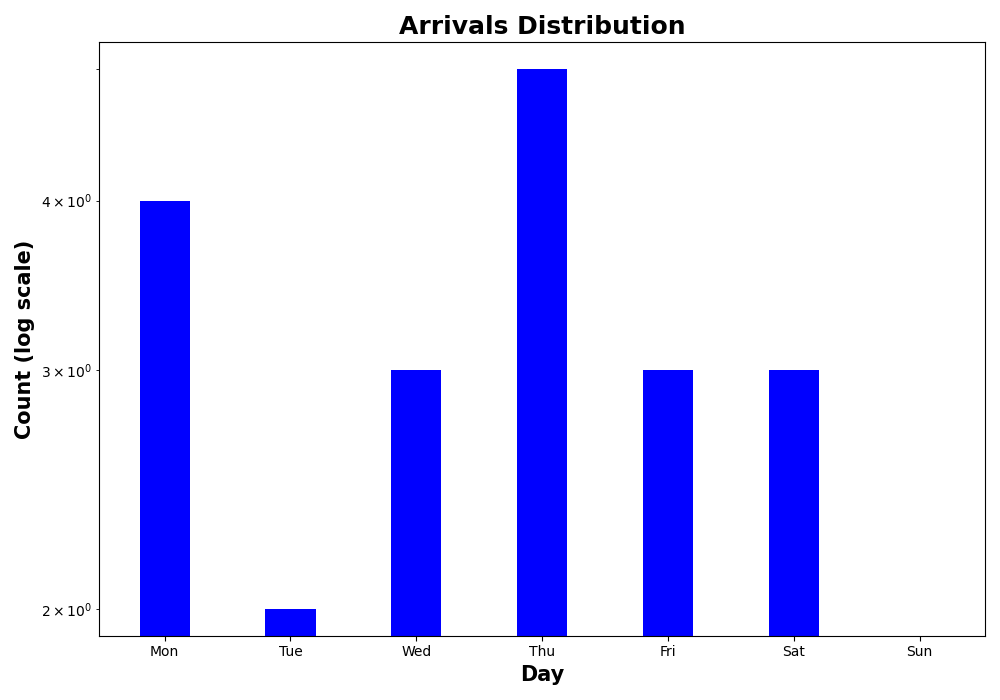 Arrivals Distribution
Count (log scale)
4 × 10⁰
3 × 10⁰
2 × 10⁰
Mon Tue Wed Thu Fri Sat Sun
Day